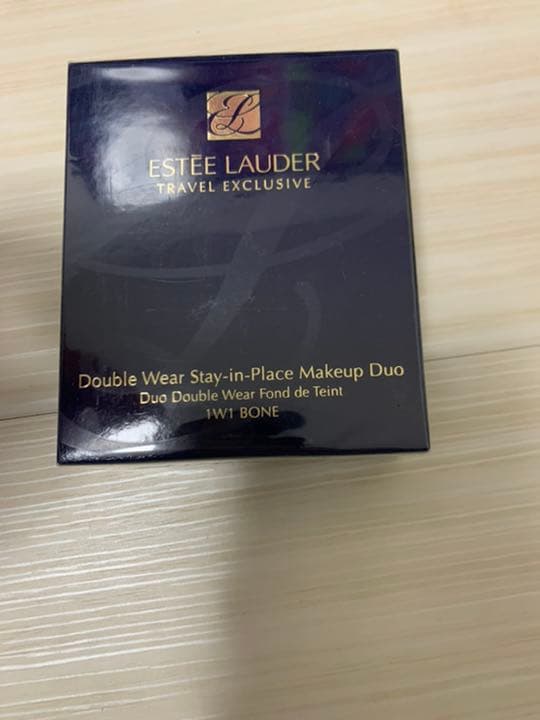 ESTĒE LAUDER
TRAVEL EXCLUSIVE
Double Wear Stay-in-Place Makeup Duo
Duo Double Wear Fond de Teint
1W1 BONE